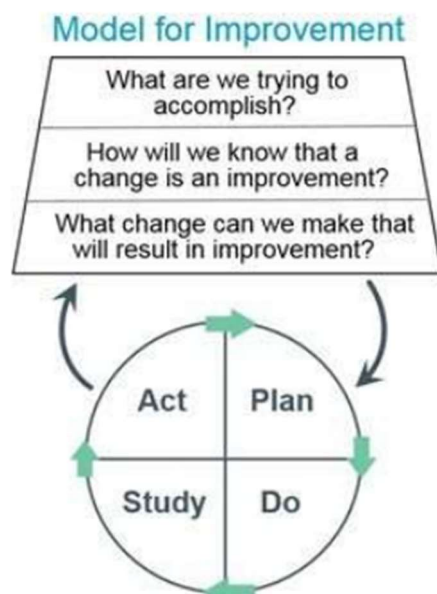 Model for Improvement
What are we trying to
accomplish?
How will we know that a
change is an improvement?
What change can we make that
will result in improvement?
Act
Plan
Study
Do